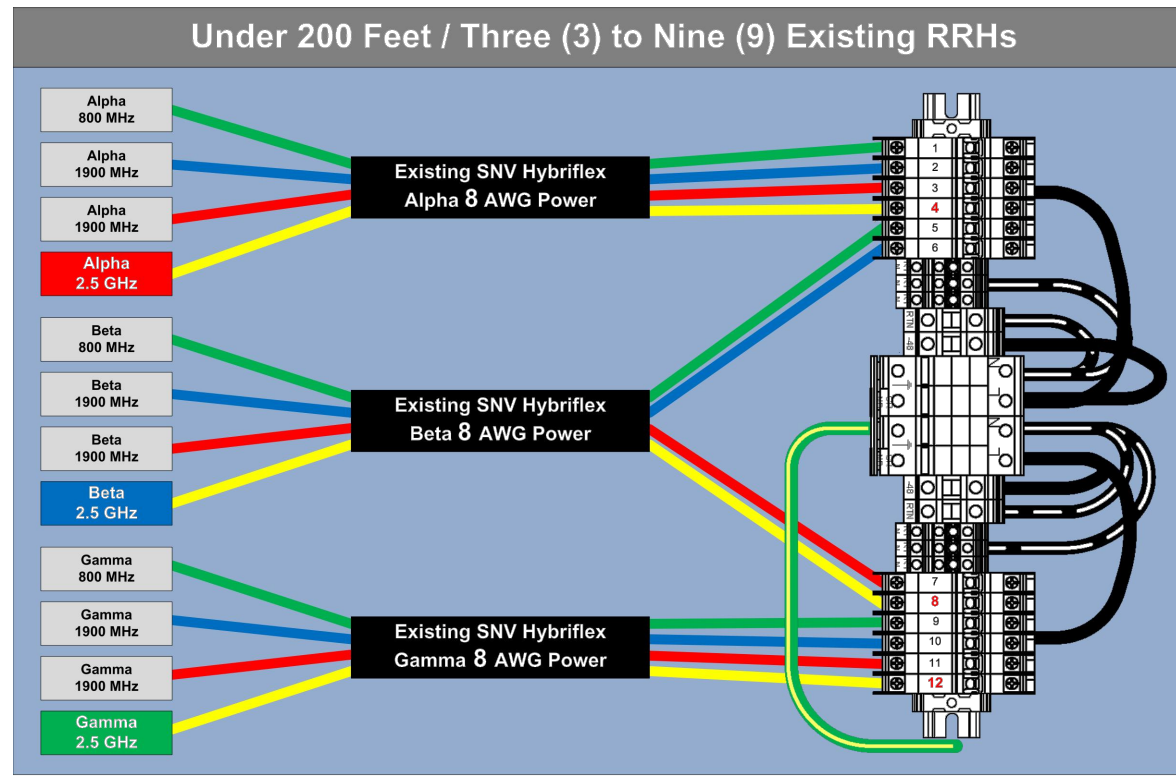 Under 200 Feet / Three (3) to Nine (9) Existing RRHs
Alpha
800 MHz
Alpha
1900 MHz
Alpha
1900 MHz
Alpha
2.5 GHz
Beta
800 MHz
Beta
1900 MHz
Beta
1900 MHz
Beta
2.5 GHz
Gamma
800 MHz
Gamma
1900 MHz
Gamma
1900 MHz
Gamma
2.5 GHz
Existing SNV Hybriflex
Alpha 8 AWG Power
Existing SNV Hybriflex
Beta 8 AWG Power
Existing SNV Hybriflex
Gamma 8 AWG Power
1
2
3
4
5
6
RTN
-48
N
L
N
L
-48
RTN
7
8
9
10
11
12